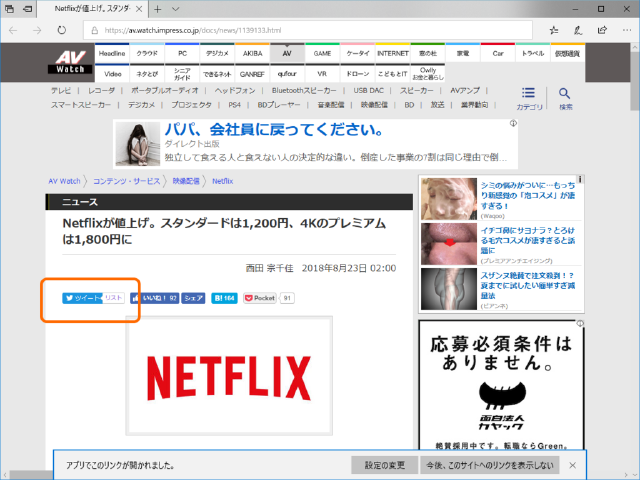 Netflixが値上げ。スタンダー
https://av.watch.impress.co.jp/docs/news/1139133.html
AV
Watch
Headline クラウド PC デジカメ AKIBA AV GAME ケータイ INTERNET 窓の杜 家電 Car トラベル 仮想通貨
Video ネタとぴ シニアガイド できるネット GANREF qufour VR ドローン こどもとIT Owlly お金と暮らし
テレビ | レコーダ | ポータブルオーディオ | ヘッドフォン | Bluetoothスピーカー | USB DAC | スピーカー | AVアンプ |
スマートスピーカー | デジカメ | プロジェクタ | PS4 | BDプレーヤー | 音楽配信 | 映像配信 | BD | 放送 | 業界動向 |
カテゴリ
検索
パパ、会社員に戻ってください。
ダイレクト出版
独立して食える人と食えない人の決定的な違い。倒産した事業の7割は同じ理由で倒...
AV Watch コンテンツ・サービス 映像配信 Netflix
ニュース
Netflixが値上げ。スタンダードは1,200円、4Kのプレミアム
は1,800円に
西田 宗千佳 2018年8月23日 02:00
ツイート リスト いいね! 97 シェア B! 164 Pocket 91
NETFLIX
シミの悩みがついに…もっち
り新感覚の「泡コスメ」が凄
すぎる!
(Waqoo)
イチゴ鼻にサヨナラ?とろけ
る毛穴コスメが凄すぎると話
題に
(プレミアアンチエイジング)
スザンヌ絶賛で注文殺到!?
夏までに試したい簡単すぎ減
量法
(ビアンネ)
応募必須条件は
ありません。
面白法人
カヤック
絶賛採用中です。転職ならGreen。
アプリでこのリンクが開かれました。
設定の変更
今後、このサイトへのリンクを表示しない